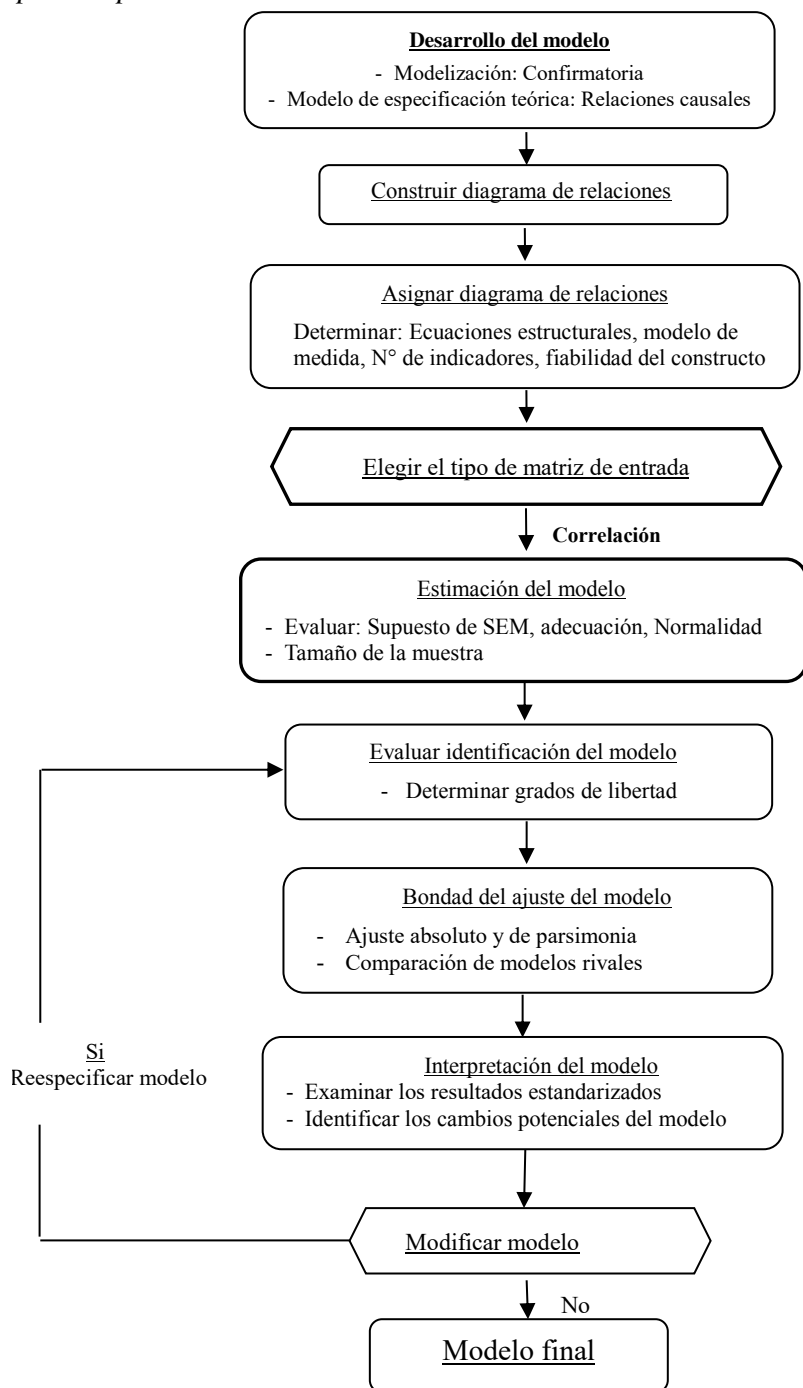 Desarrollo del modelo
- Modelización: Confirmatoria
- Modelo de especificación teórica: Relaciones causales
Construir diagrama de relaciones
Asignar diagrama de relaciones
Determinar: Ecuaciones estructurales, modelo de
medida, N° de indicadores, fiabilidad del constructo
Elegir el tipo de matriz de entrada
Correlación
Estimación del modelo
- Evaluar: Supuesto de SEM, adecuación, Normalidad
- Tamaño de la muestra
Evaluar identificación del modelo
- Determinar grados de libertad
Bondad del ajuste del modelo
- Ajuste absoluto y de parsimonia
- Comparación de modelos rivales
Si
Reespecificar modelo
Interpretación del modelo
- Examinar los resultados estandarizados
- Identificar los cambios potenciales del modelo
Modificar modelo
No
Modelo final